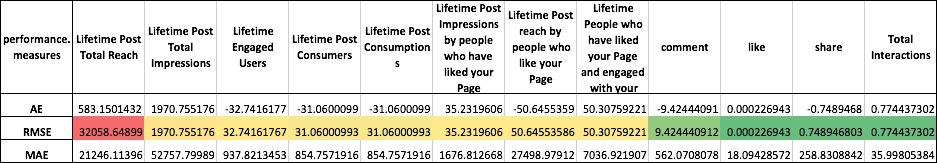 performance. measures | Lifetime Post Total Reach | Lifetime Post Total Impressions | Lifetime Engaged Users | Lifetime Post Consumers | Lifetime Post Consumptions | Lifetime Post Impressions by people who have liked your Page | Lifetime Post reach by people who like your Page | Lifetime People who have liked your Page and engaged with your | comment | like | share | Total Interactions
AE | 583.1501432 | 1970.755176 | -32.7416177 | -31.0600099 | -31.0600099 | 35.2319606 | -50.6455359 | 50.30759221 | -9.42444091 | 0.000226943 | -0.7489468 | 0.774437302
RMSE | 32058.64899 | 1970.755176 | 32.74161767 | 31.06000993 | 31.06000993 | 35.2319606 | 50.64553586 | 50.30759221 | 9.424440912 | 0.000226943 | 0.748946803 | 0.774437302
MAE | 21246.11396 | 52757.79989 | 937.8213453 | 854.7571916 | 854.7571916 | 1676.812668 | 27498.97912 | 7036.921907 | 562.0708078 | 18.09428572 | 258.8308842 | 35.99805384